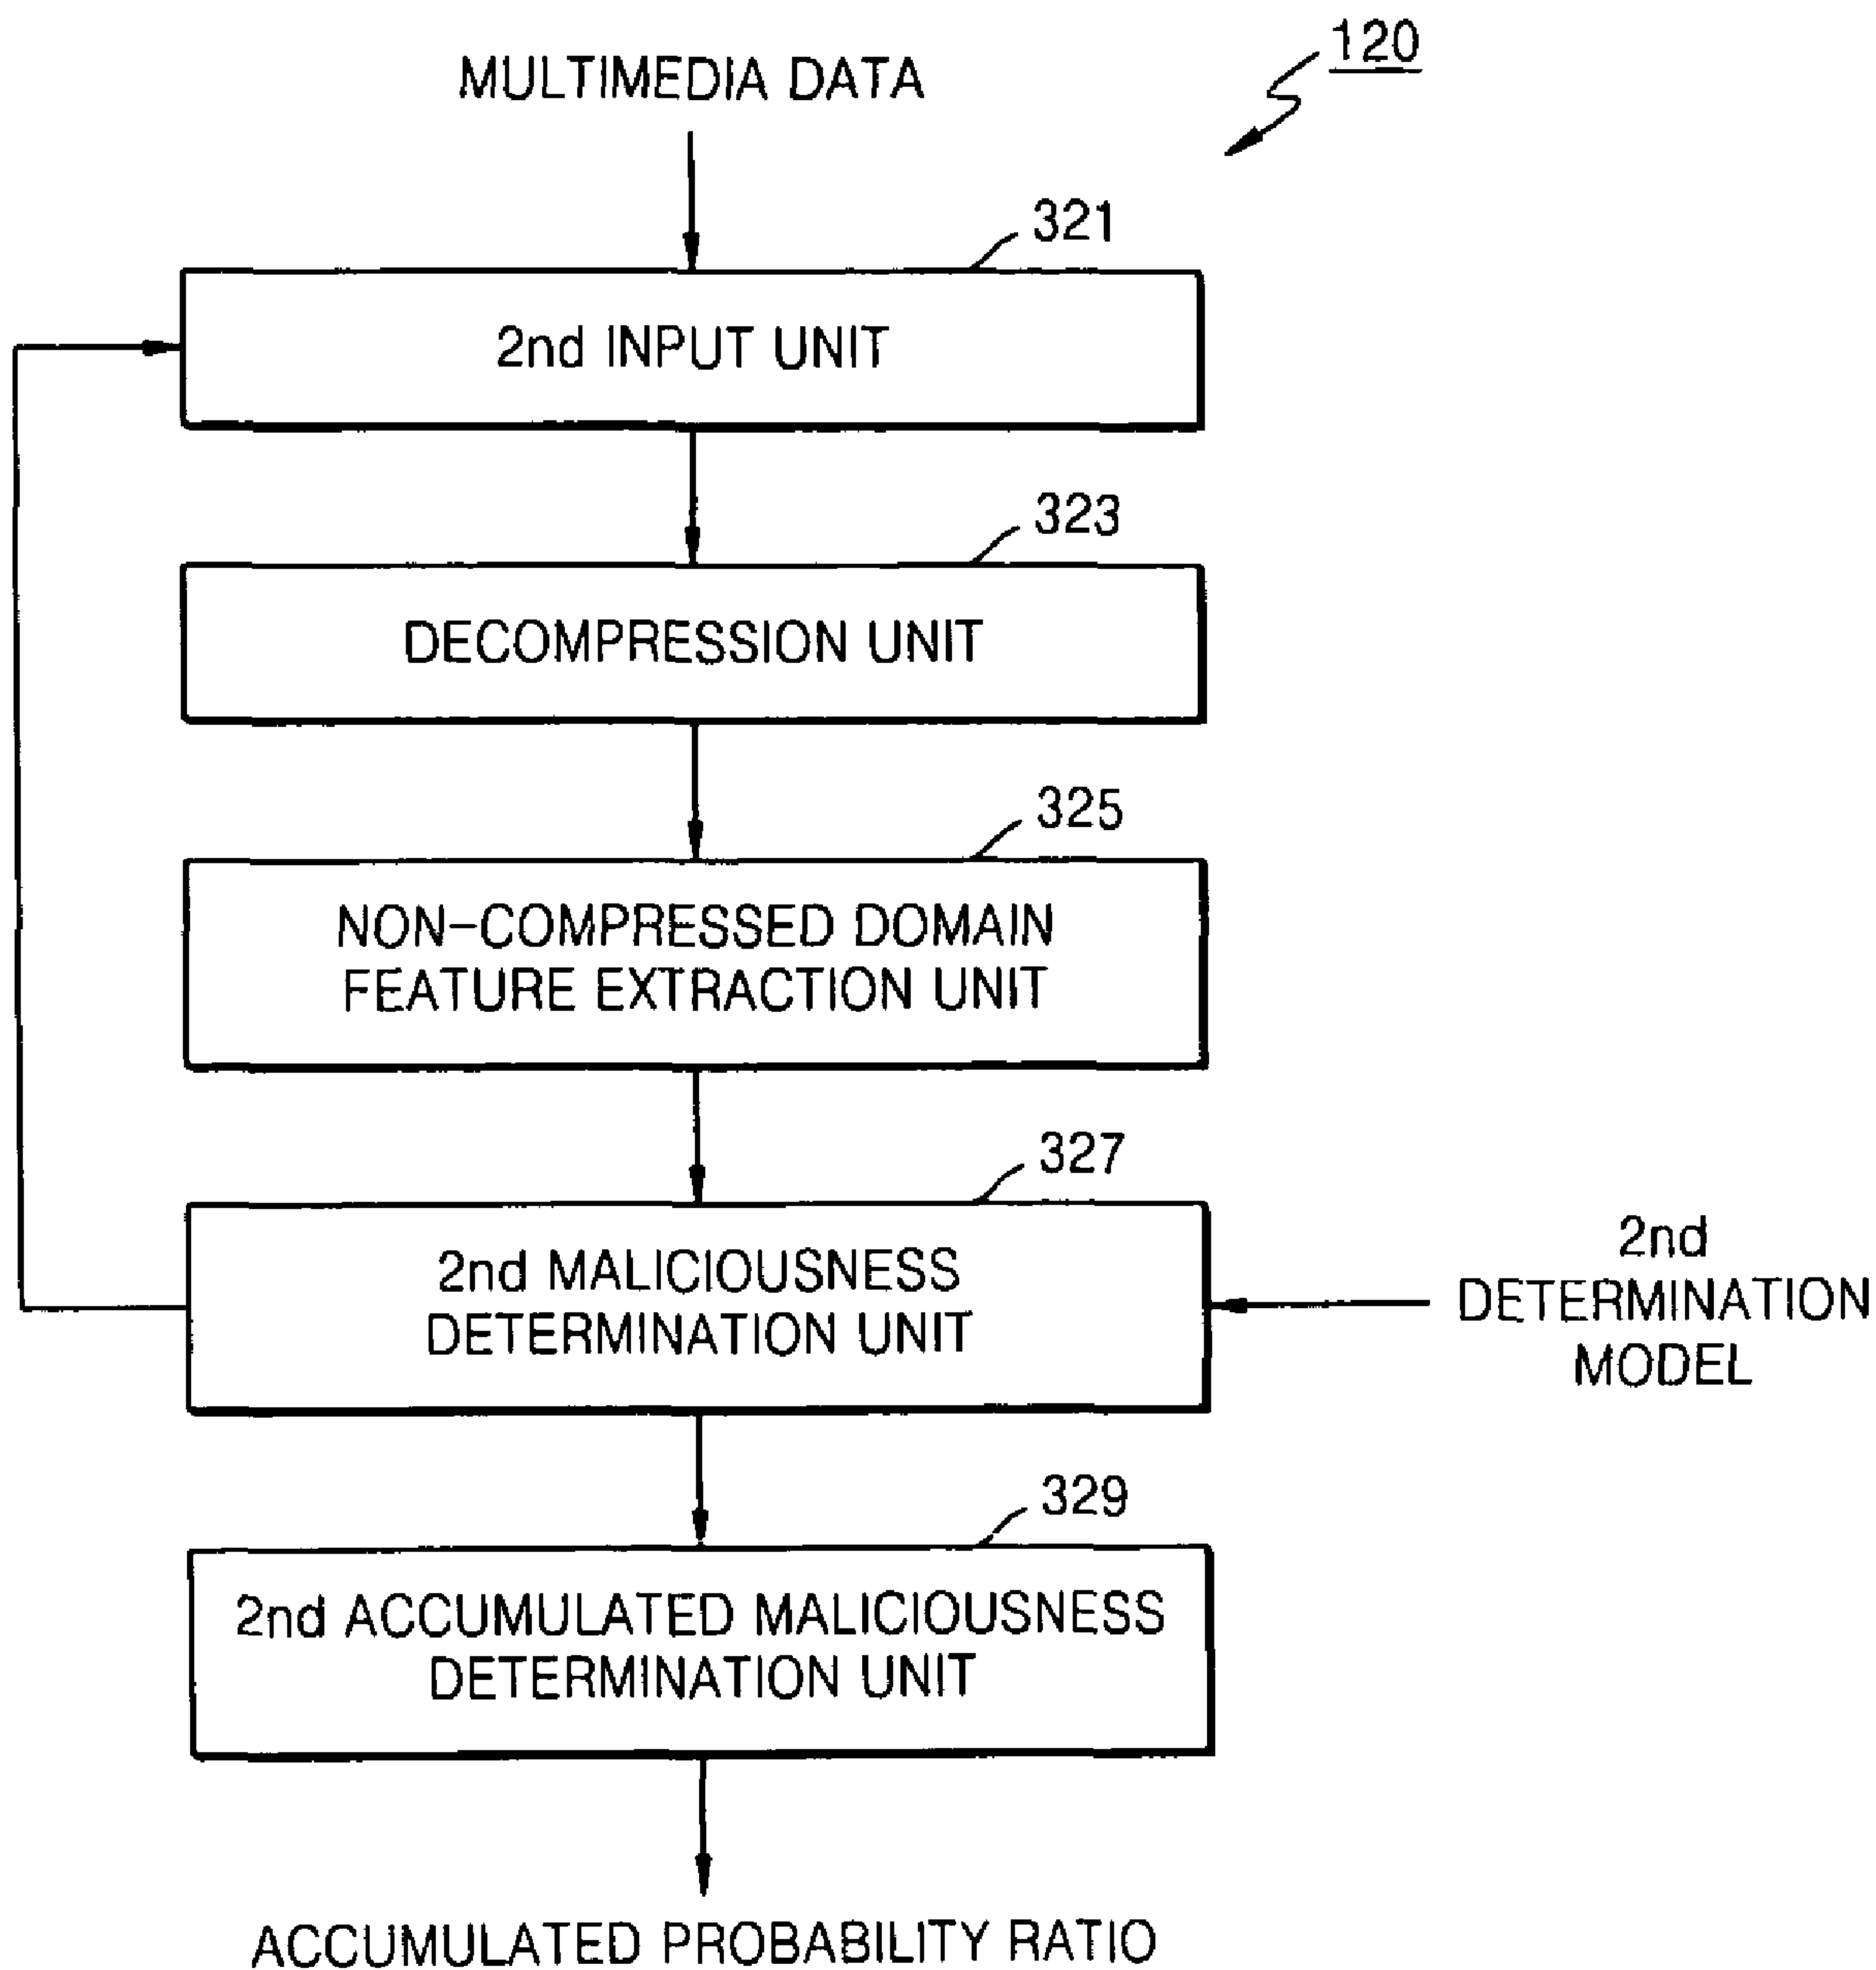 120
MULTIMEDIA DATA
321
2nd INPUT UNIT
323
DECOMPRESSION UNIT
325
NON-COMPRESSED DOMAIN
FEATURE EXTRACTION UNIT
327
2nd MALICIOUSNESS
DETERMINATION UNIT
2nd
DETERMINATION
MODEL
329
2nd ACCUMULATED MALICIOUSNESS
DETERMINATION UNIT
ACCUMULATED PROBABILITY RATIO